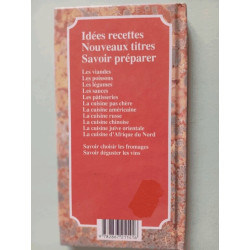 Idées recettes
Nouveaux titres
Savoir préparer
Les viandes
Les poissons
Les légumes
Les sauces
Les pâtisseries
La cuisine pas chère
La cuisine américaine
La cuisine russe
La cuisine chinoise
La cuisine juive orientale
La cuisine d'Afrique du Nord
Savoir choisir les fromages
Savoir déguster les vins